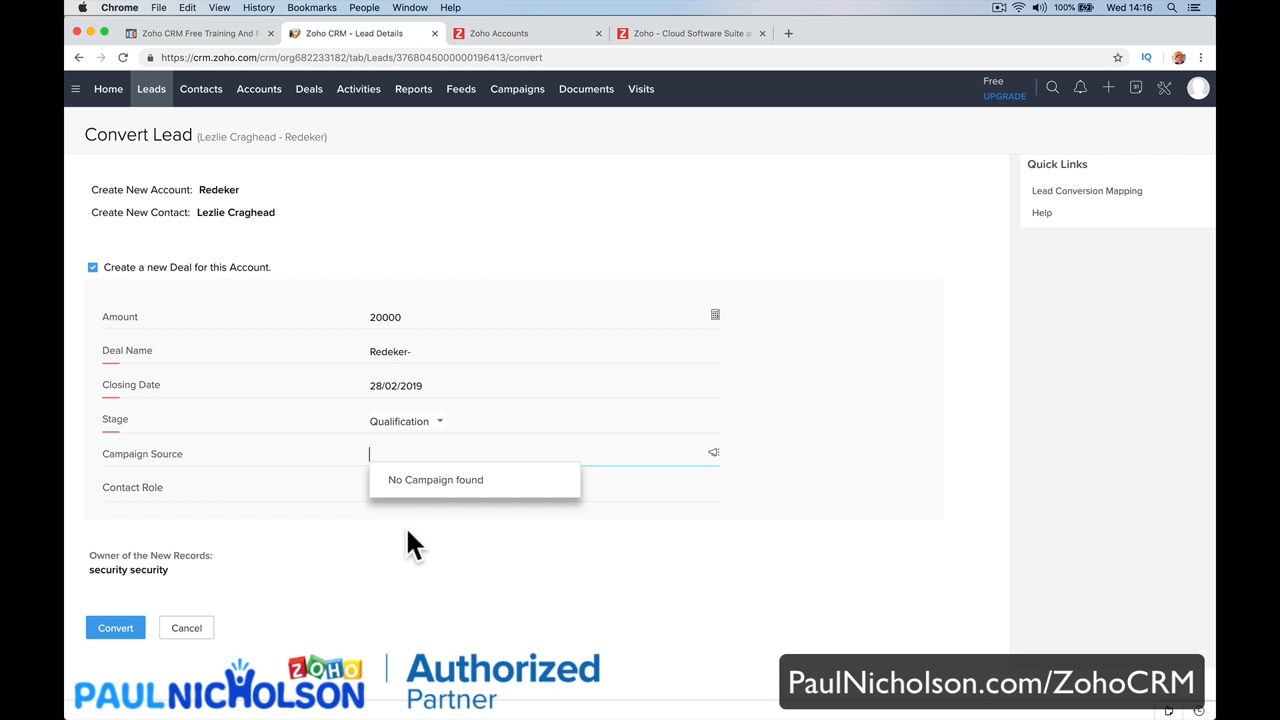 Chrome File Edit View History Bookmarks People Window Help 100% Wed 14:16
Zoho CRM Free Training And F
Zoho CRM - Lead Details
Zoho Accounts
Zoho - Cloud Software Suite a
https://crm.zoho.com/crm/org682233182/tab/Leads/3768045000000196413/convert
IQ
Home Leads Contacts Accounts Deals Activities Reports Feeds Campaigns Documents Visits
Free
UPGRADE
Convert Lead (Lezlie Craghead - Redeker)
Quick Links
Lead Conversion Mapping
Help
Create New Account: Redeker
Create New Contact: Lezlie Craghead
Create a new Deal for this Account.
Amount 20000
Deal Name Redeker-
Closing Date 28/02/2019
Stage Qualification
Campaign Source
No Campaign found
Contact Role
Owner of the New Records:
security security
Convert Cancel
PAULNICHOLSON
ZOHO
Authorized
Partner
PaulNicholson.com/ZohoCRM